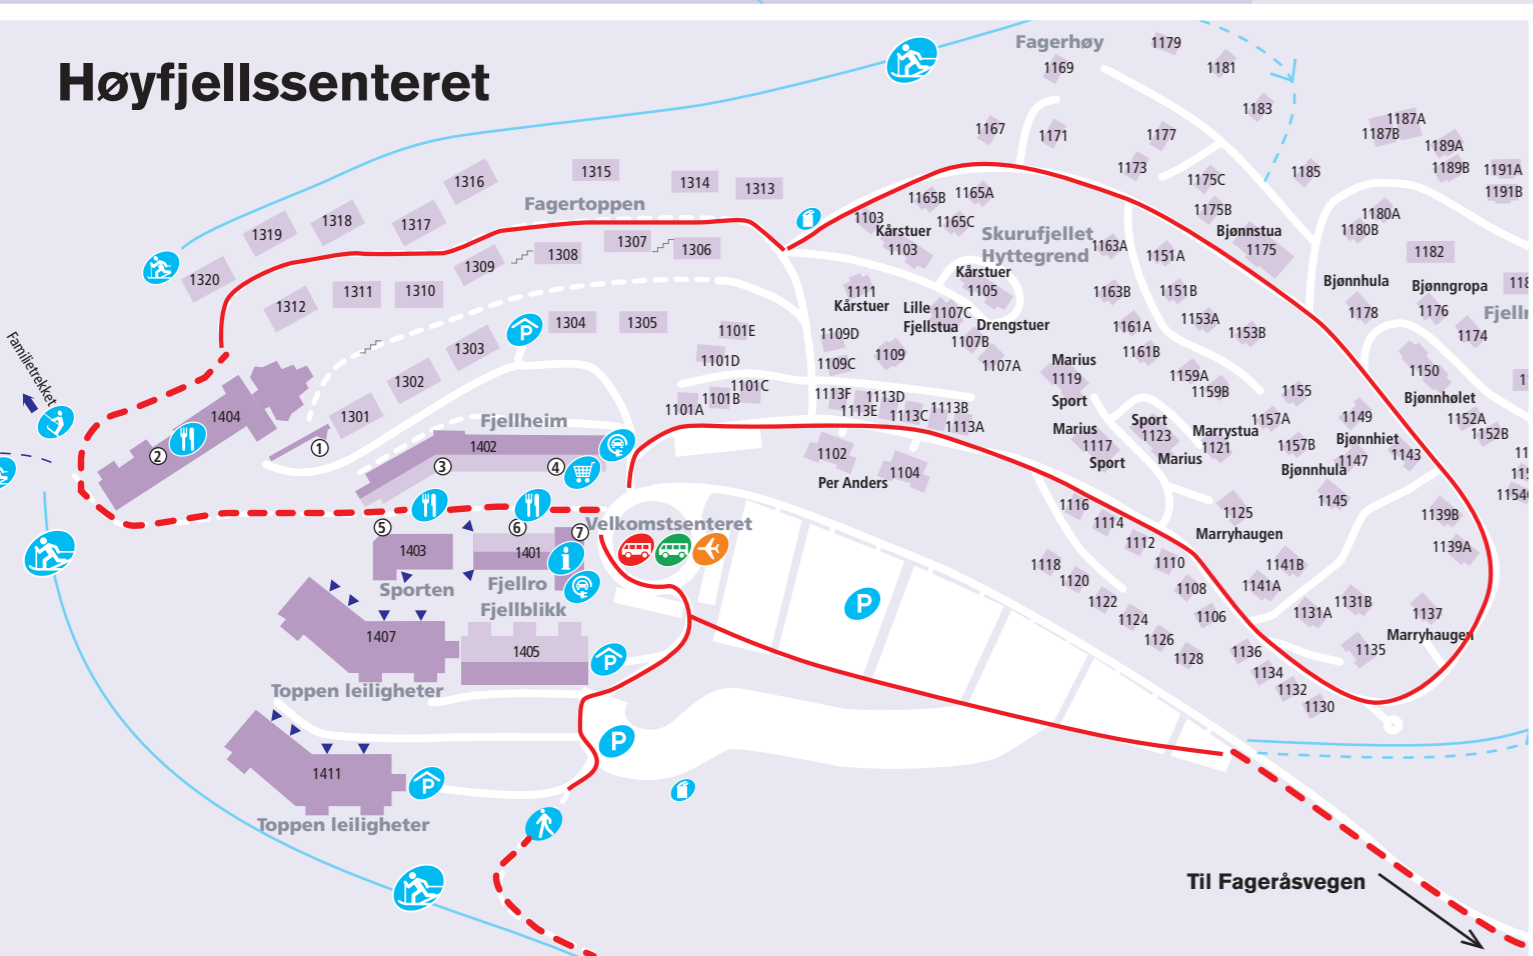 Høyfjellssenteret
Fagerhøy
1169
1179
1181
1183
1167
1171
1177
1187A
1187B
1189A
1189B
1191A
1191B
1173
1175C
1185
1175B
Bjønnstua
1175
1180A
1180B
1182
1316
1315
1314
1313
Fagertoppen
1319
1318
1317
1307
1306
1308
1309
1320
1312
1311
1310
1304
1305
1303
1302
1301
1165B
1165A
1165C
1103
Kårstuer
1103
Skurufjellet
Hyttegrend
1163A
1151A
Kårstuer
1105
1111
Kårstuer
Lille
Fjellstua
1107C
Drengstuer
1107B
1107A
1163B
1151B
1153A
1153B
1161A
1161B
Bjønnhula
1178
Bjønngropa
1176
1174
1150
Bjønnhølet
1101E
1101D
1101C
1101B
1101A
1109D
1109C
1109
1113F
1113D
1113E
1113C
1113B
1113A
Marius
1119
Sport
1159A
1159B
1155
1157A
1157B
1149
Bjønnhiet
1147
Bjønnhula
1143
1145
1152A
1152B
Marius
1117
Sport
Sport
1123
Marius
Marrystua
1121
1125
Marryhaugen
1102
Per Anders
1104
1139B
1139A
1116
1114
1112
1110
1108
1106
1118
1120
1122
1124
1126
1128
1141B
1141A
1131A
1131B
1137
Marryhaugen
1135
1136
1134
1132
1130
Familietrekket
1404
2
1
Fjellheim
1402
3
4
5
6
7
Velkomstsenteret
1403
Sporten
1401
i
Fjellro
Fjellblikk
1405
1407
Toppen leiligheter
1411
Toppen leiligheter
P
P
P
P
P
Til Fageråsvegen